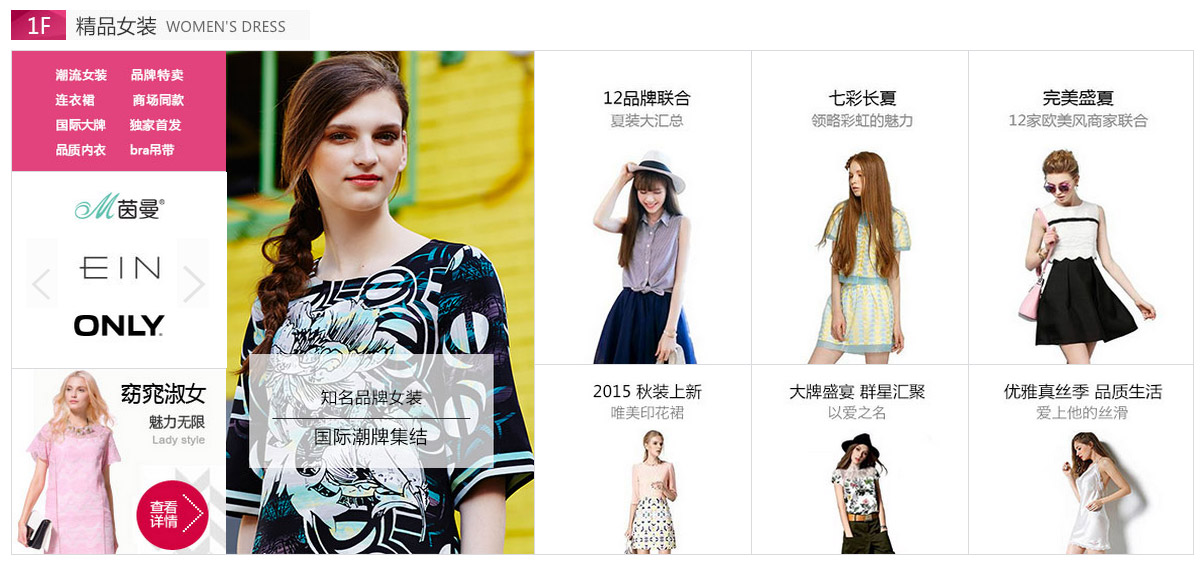 1F 精品女装 WOMEN'S DRESS
潮流女装 品牌特卖
连衣裙 商场同款
国际大牌 独家首发
品质内衣 bra吊带
M茵曼®
EIN
ONLY
窈窕淑女
魅力无限
Lady style
查看
详情
知名品牌女装
国际潮牌集结
12品牌联合
夏装大汇总
七彩长夏
领略彩虹的魅力
完美盛夏
12家欧美风商家联合
2015 秋装上新
唯美印花裙
大牌盛宴 群星汇聚
以爱之名
优雅真丝季 品质生活
爱上他的丝滑